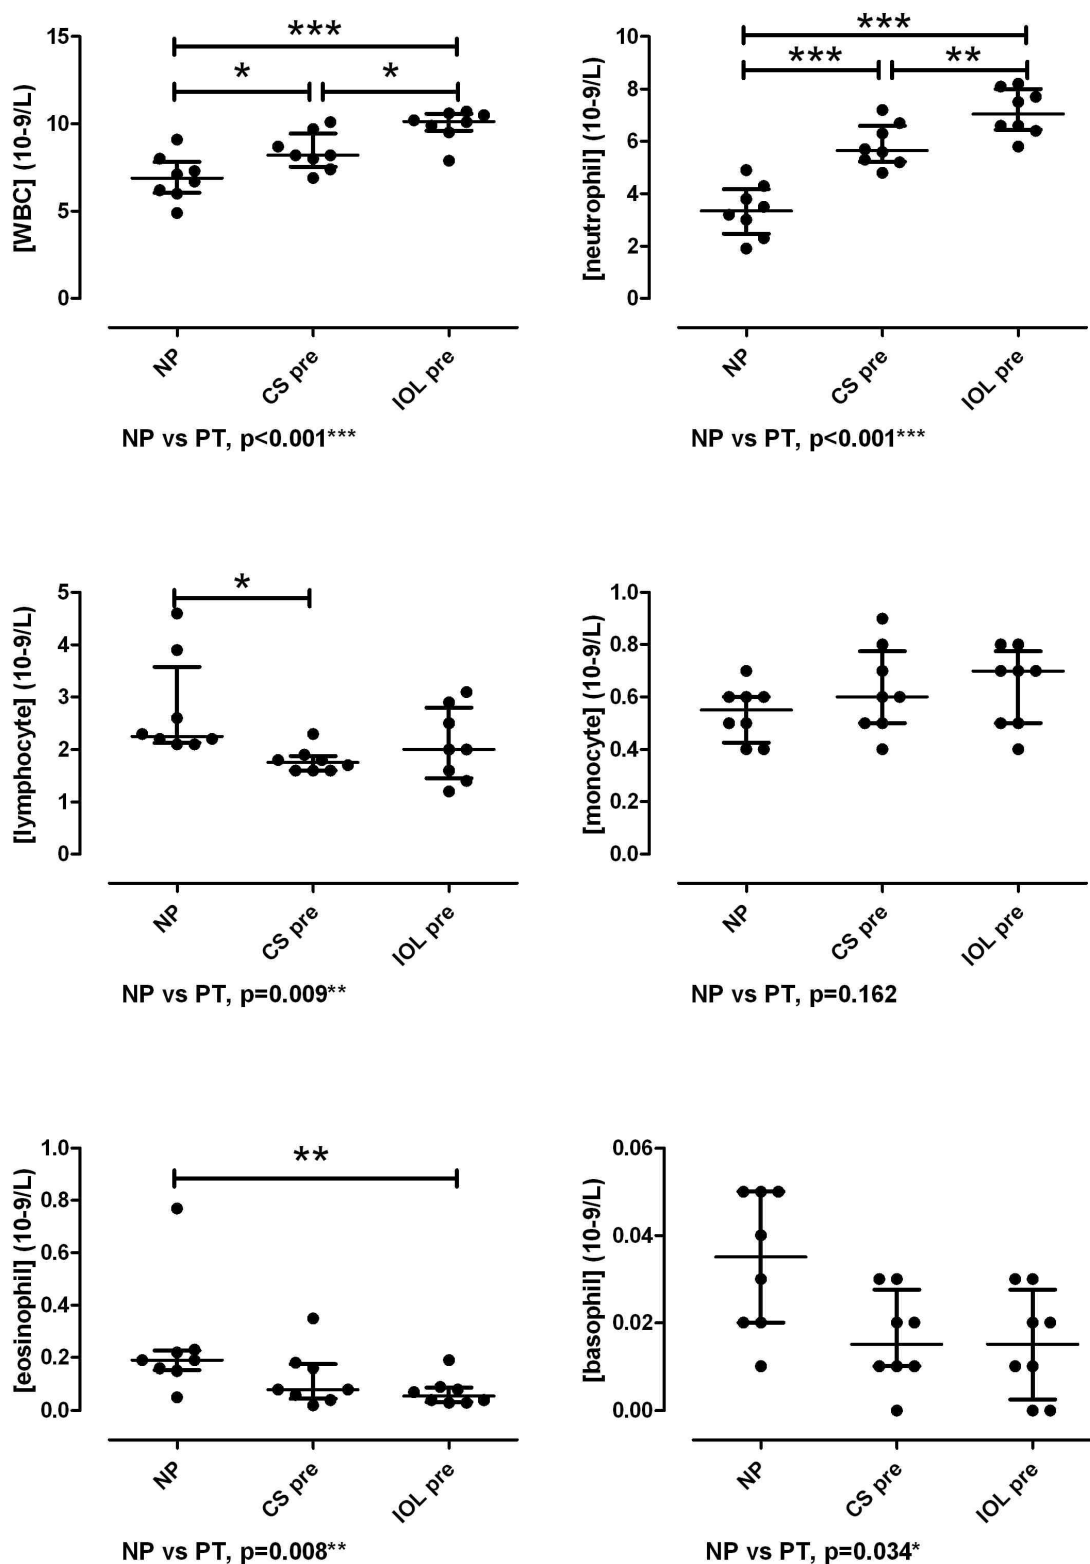 ***
* *
15
10
5
0
[WBC] (10-9/L)
NP
CS pre
IOL pre
NP vs PT, p<0.001***
***
*** **
10
8
6
4
2
0
[neutrophil] (10-9/L)
NP
CS pre
IOL pre
NP vs PT, p<0.001***
*
5
4
3
2
1
0
[lymphocyte] (10-9/L)
NP
CS pre
IOL pre
NP vs PT, p=0.009**
1.0
0.8
0.6
0.4
0.2
0.0
[monocyte] (10-9/L)
NP
CS pre
IOL pre
NP vs PT, p=0.162
**
1.0
0.8
0.6
0.4
0.2
0.0
[eosinophil] (10-9/L)
NP
CS pre
IOL pre
NP vs PT, p=0.008**
0.06
0.04
0.02
0.00
[basophil] (10-9/L)
NP
CS pre
IOL pre
NP vs PT, p=0.034*